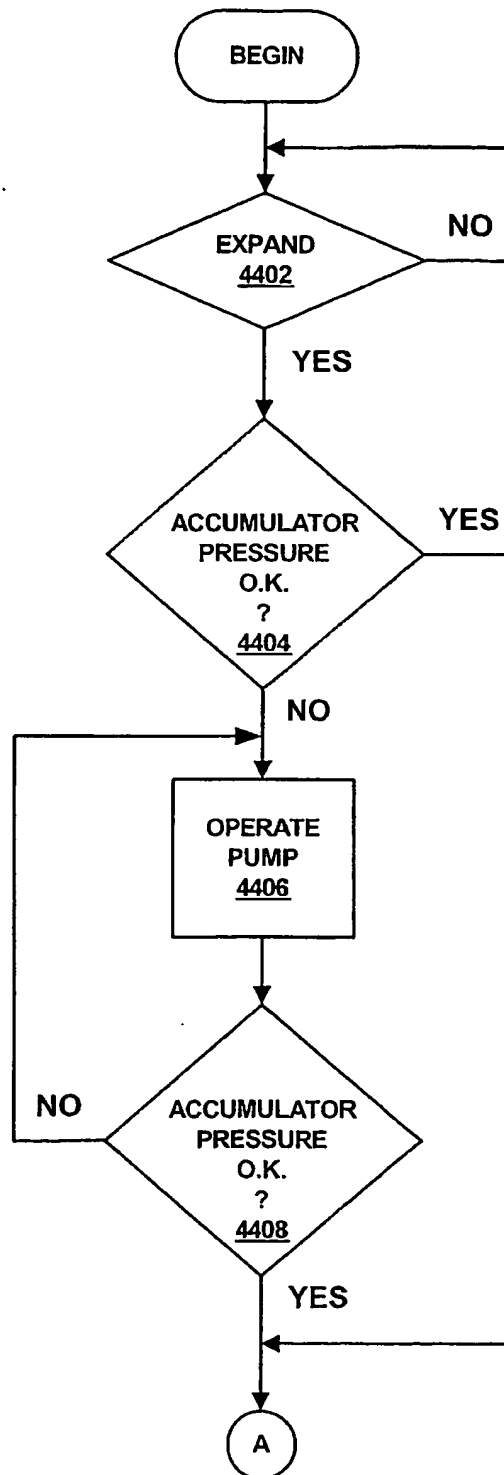 BEGIN
EXPAND
4402
NO
YES
ACCUMULATOR
PRESSURE
O.K.
?
4404
YES
NO
OPERATE
PUMP
4406
NO
ACCUMULATOR
PRESSURE
O.K.
?
4408
YES
A